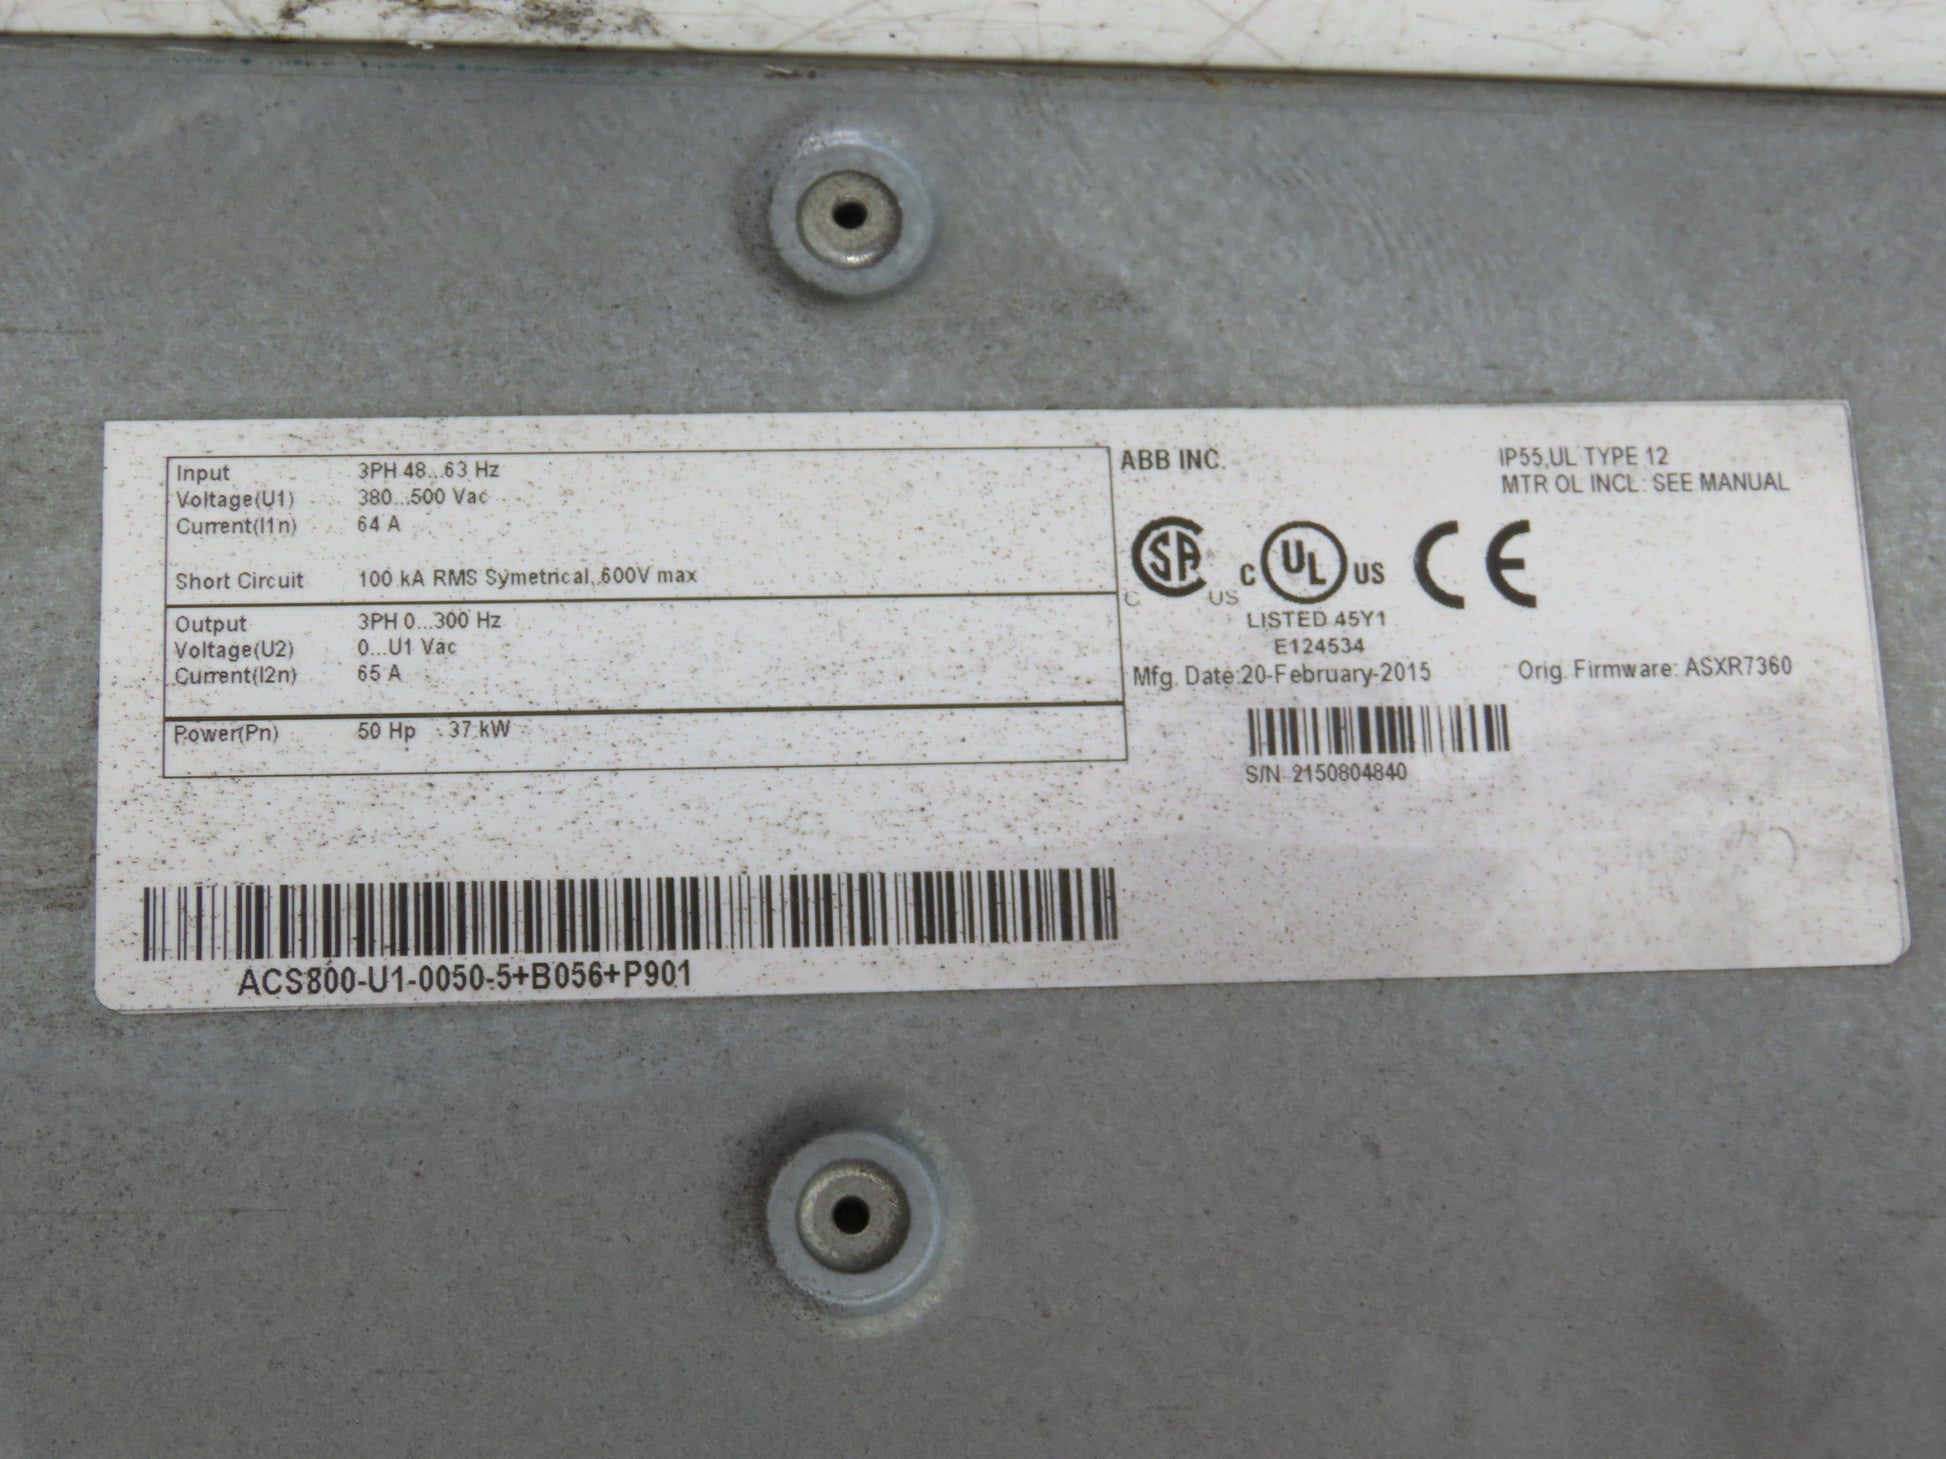 Input 3PH 48...63 Hz
Voltage(U1) 380...500 Vac
Current(I1n) 64 A
Short Circuit 100 kA RMS Symetrical, 600V max
Output 3PH 0...300 Hz
Voltage(U2) 0...U1 Vac
Current(I2n) 65 A
Power(Pn) 50 Hp 37 kW
ACS800-U1-0050-5+B056+P901
ABB INC.
IP55,UL TYPE 12
MTR OL INCL: SEE MANUAL
C SA US
C UL US CE
LISTED 45Y1
E124534
Mfg. Date:20-February-2015 Orig. Firmware: ASXR7360
S/N 2150804840